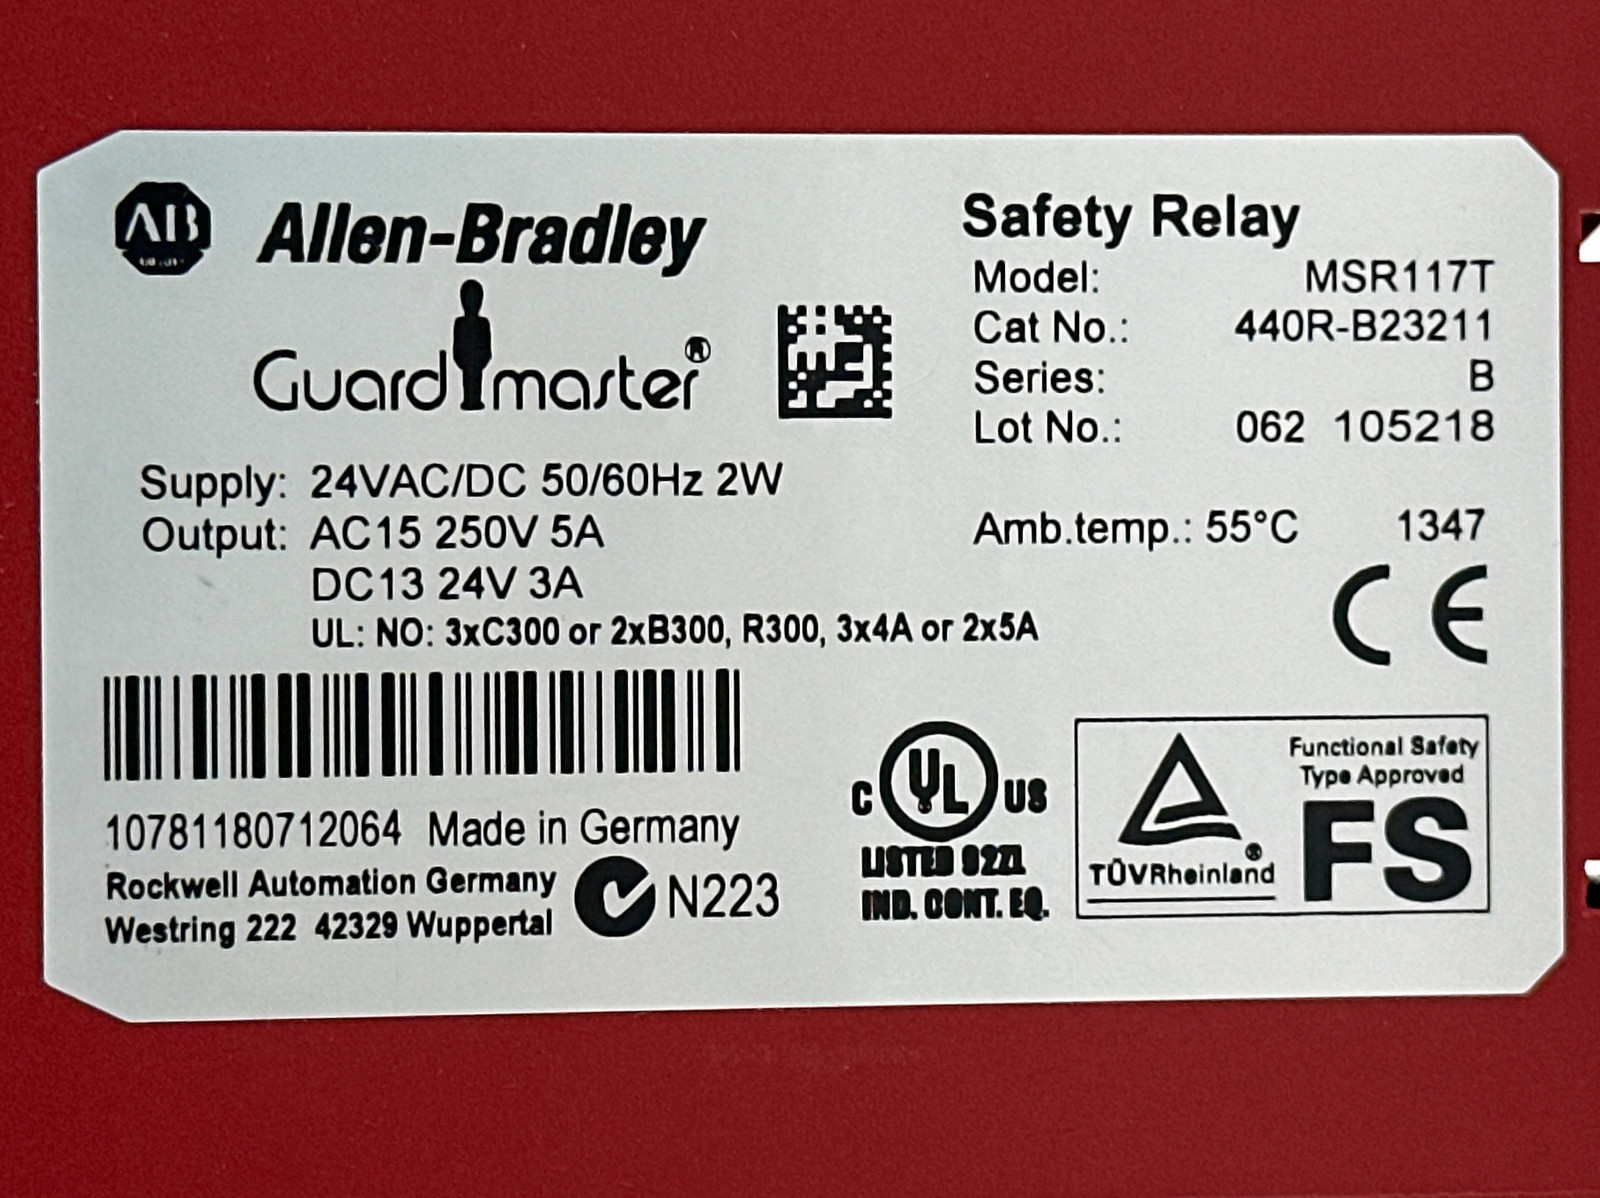 AB
Allen-Bradley
Guardmaster®
Safety Relay
Model: MSR117T
Cat No.: 440R-B23211
Series: B
Lot No.: 062 105218
Supply: 24VAC/DC 50/60Hz 2W
Output: AC15 250V 5A
DC13 24V 3A
UL: NO: 3xC300 or 2xB300, R300, 3x4A or 2x5A
Amb.temp.: 55°C 1347
CE
10781180712064 Made in Germany
Rockwell Automation Germany
Westring 222 42329 Wuppertal
N223
C UL US
LISTED 92ZL
IND. CONT. EQ.
TÜVRheinland®
Functional Safety
Type Approved
FS